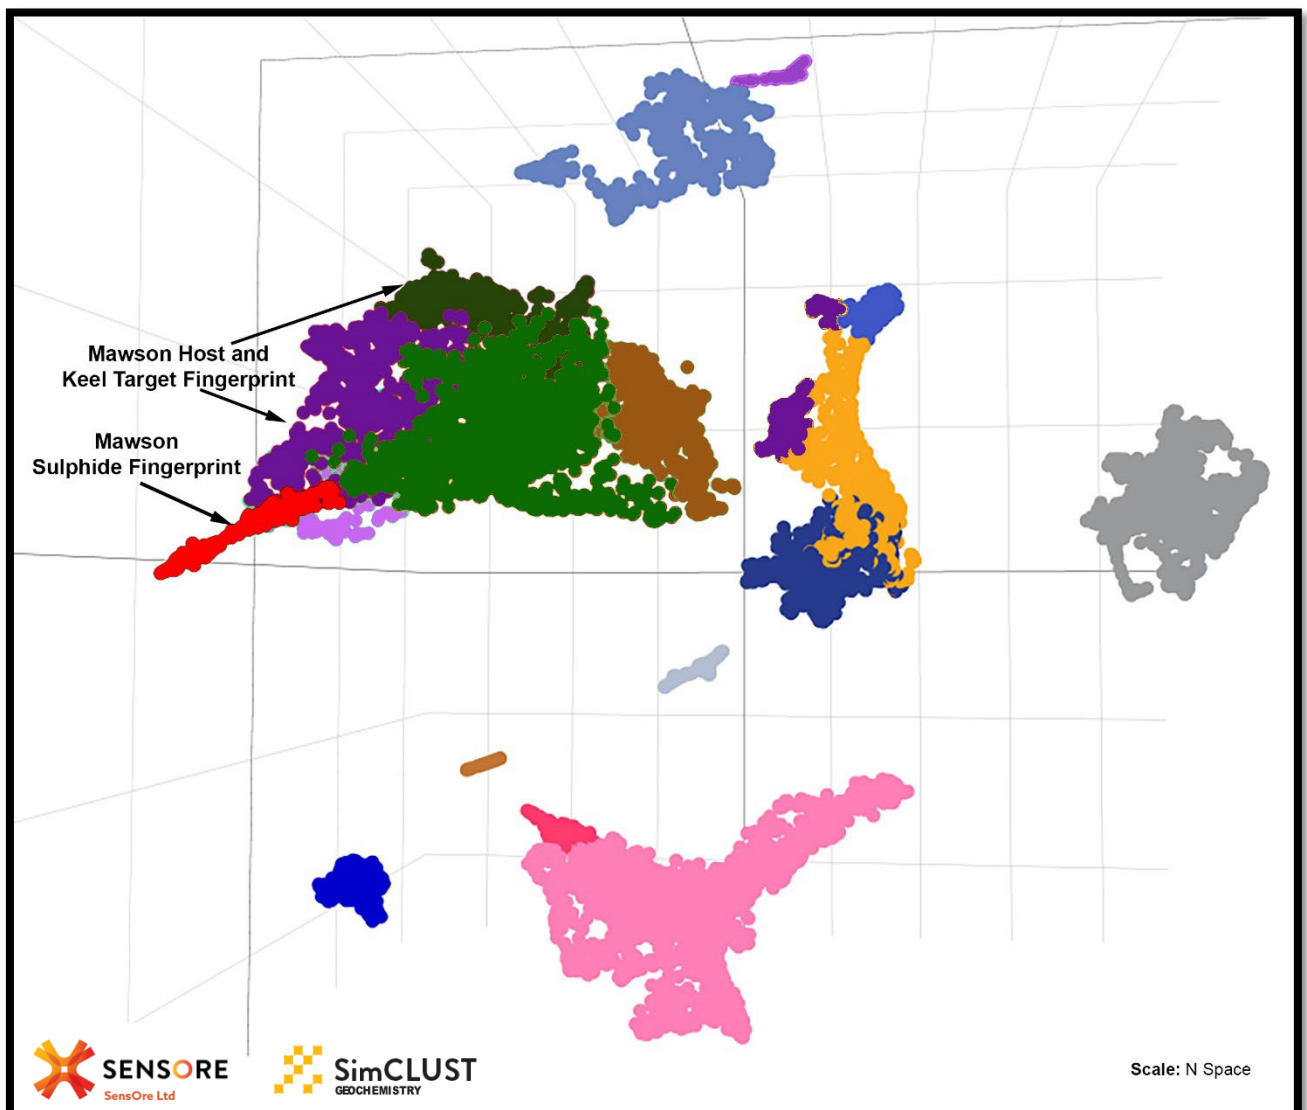 Mawson Host and
Keel Target Fingerprint
Mawson
Sulphide Fingerprint
SENSORE
SensOre Ltd
SimCLUST
GEOCHEMISTRY
Scale: N Space